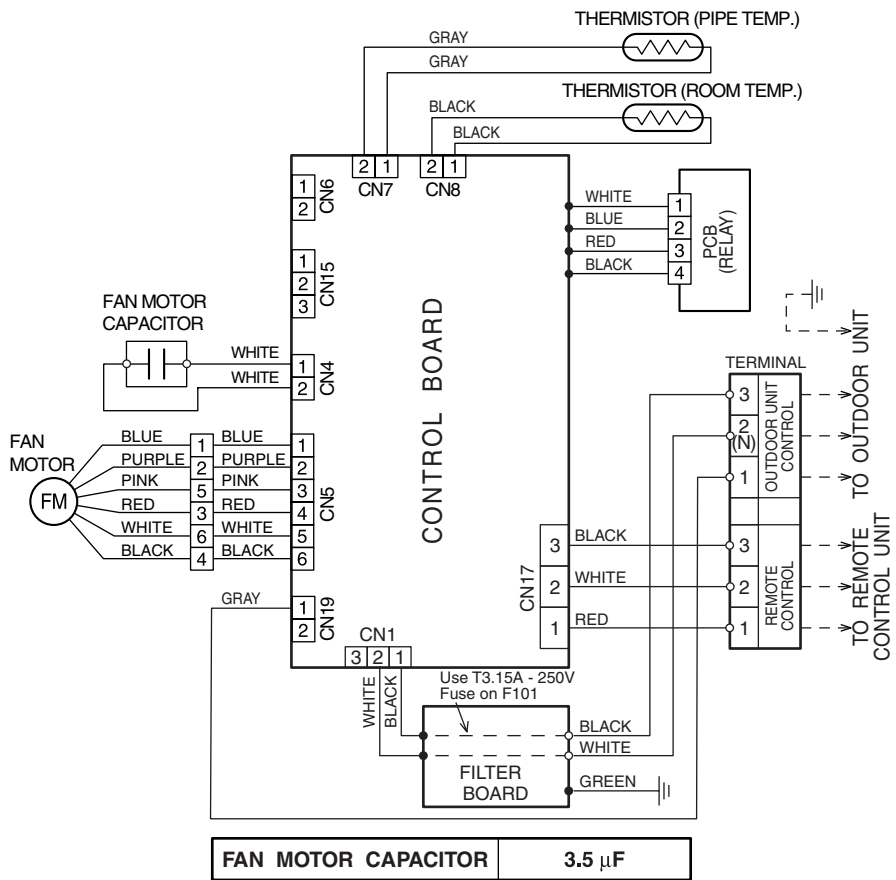 THERMISTOR (PIPE TEMP.)
GRAY
GRAY
THERMISTOR (ROOM TEMP.)
BLACK
BLACK
2 1
CN7
2 1
CN8
1
2
CN6
1
2
3
CN15
WHITE
BLUE
RED
BLACK
1
2
3
4
PCB
(RELAY)
FAN MOTOR
CAPACITOR
WHITE
WHITE
1
2
CN4
CONTROL BOARD
TERMINAL
3
2
(N)
1
OUTDOOR UNIT
CONTROL
TO OUTDOOR UNIT
FAN
MOTOR
FM
BLUE 1 BLUE 1
PURPLE 2 PURPLE 2
PINK 5 PINK 3
RED 3 RED 4
WHITE 6 WHITE 5
BLACK 4 BLACK 6
CN5
CN17
3 BLACK 3
2 WHITE 2
1 RED 1
REMOTE
CONTROL
TO REMOTE
CONTROL UNIT
GRAY
1
2
CN19
CN1
3 2 1
WHITE
BLACK
Use T3.15A - 250V
Fuse on F101
BLACK
WHITE
GREEN
FILTER
BOARD
FAN MOTOR CAPACITOR 3.5 μF